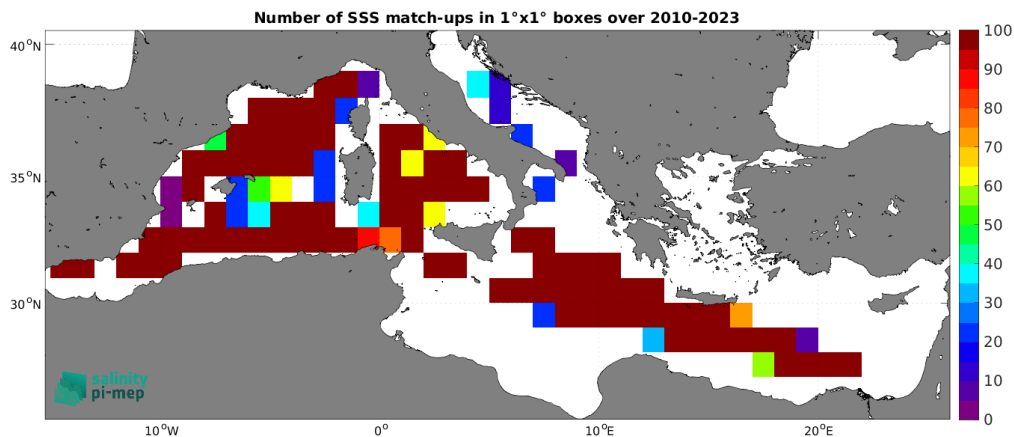 Number of SSS match-ups in 1°x1° boxes over 2010-2023
40°N
35°N
30°N
10°W
0°
10°E
20°E
100
90
80
70
60
50
40
30
20
10
0
salinity
pi-mep